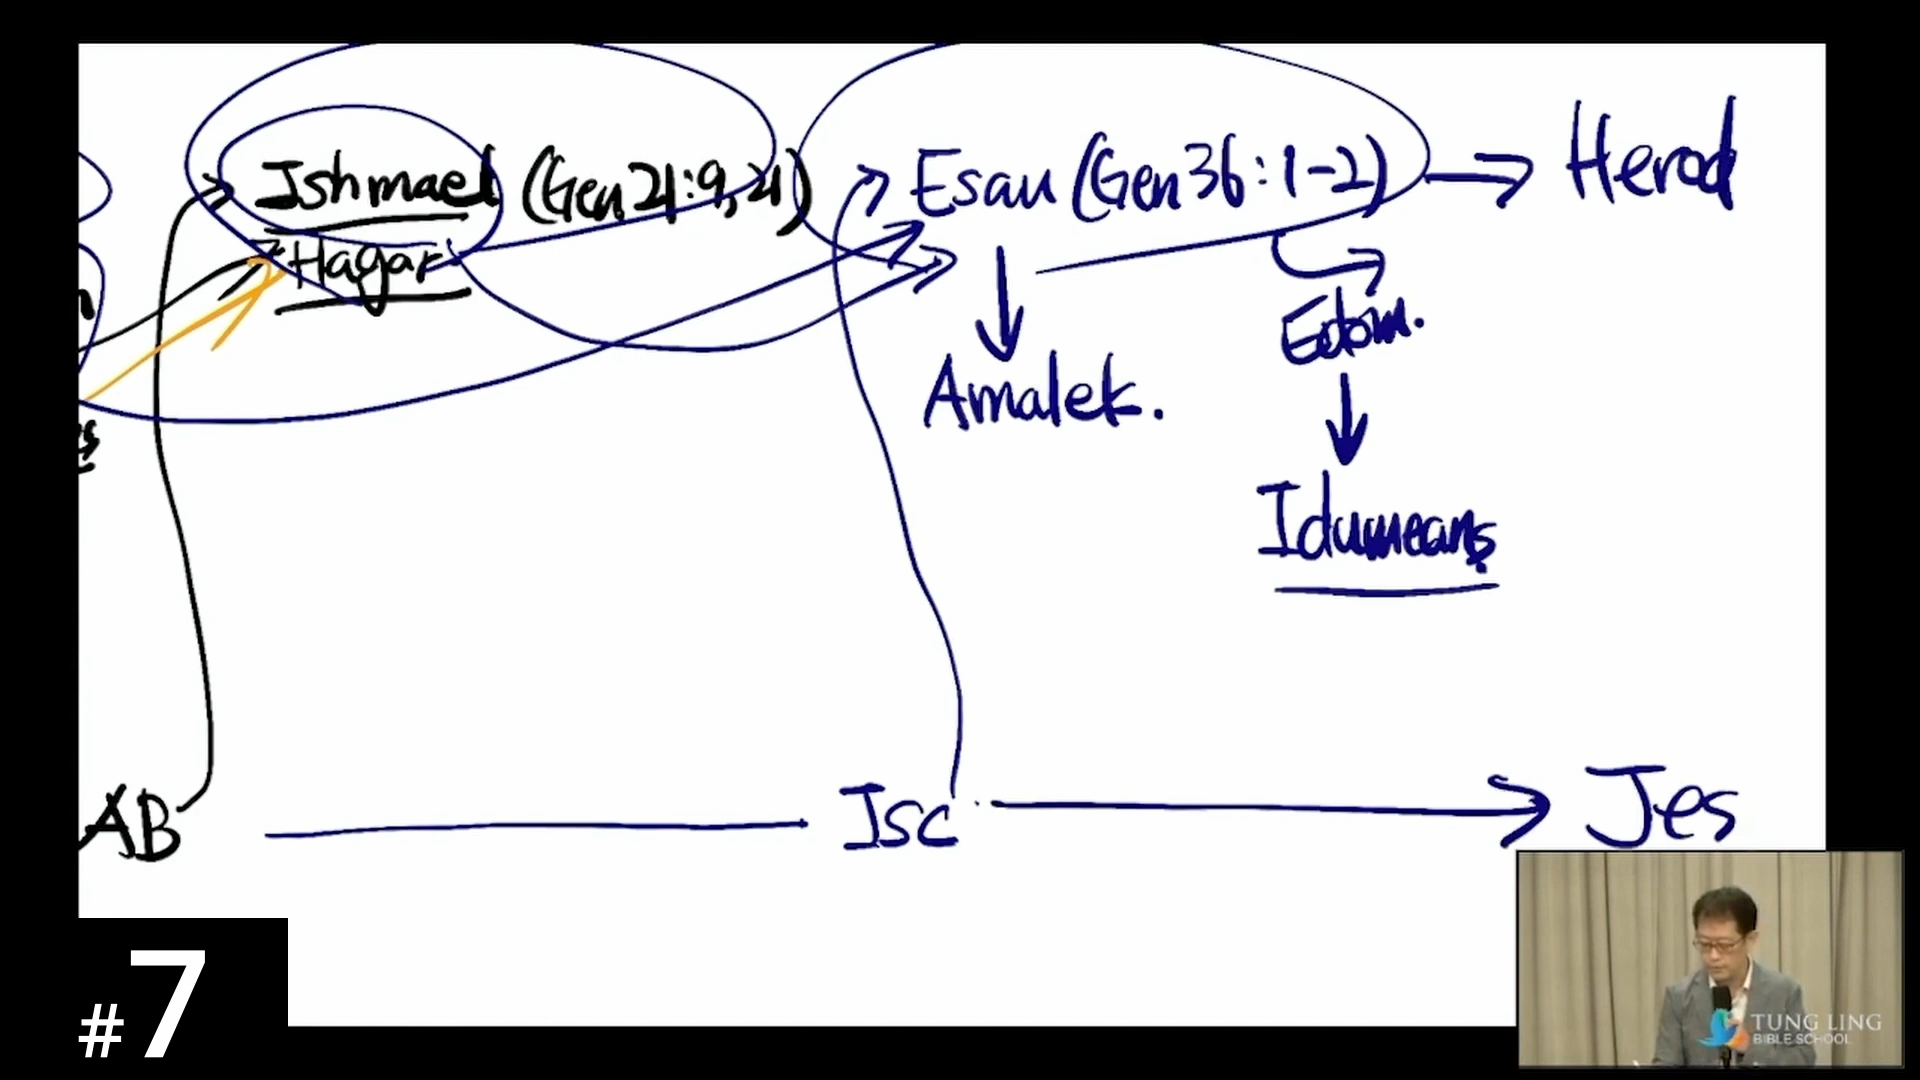 Ishmael (Gen 21:9, 21)
Hagar
Esau (Gen 36:1-2)
Herod
Edom.
Amalek.
Idumeans
AB
Isc
Jes
#7
TUNG LING
BIBLE SCHOOL